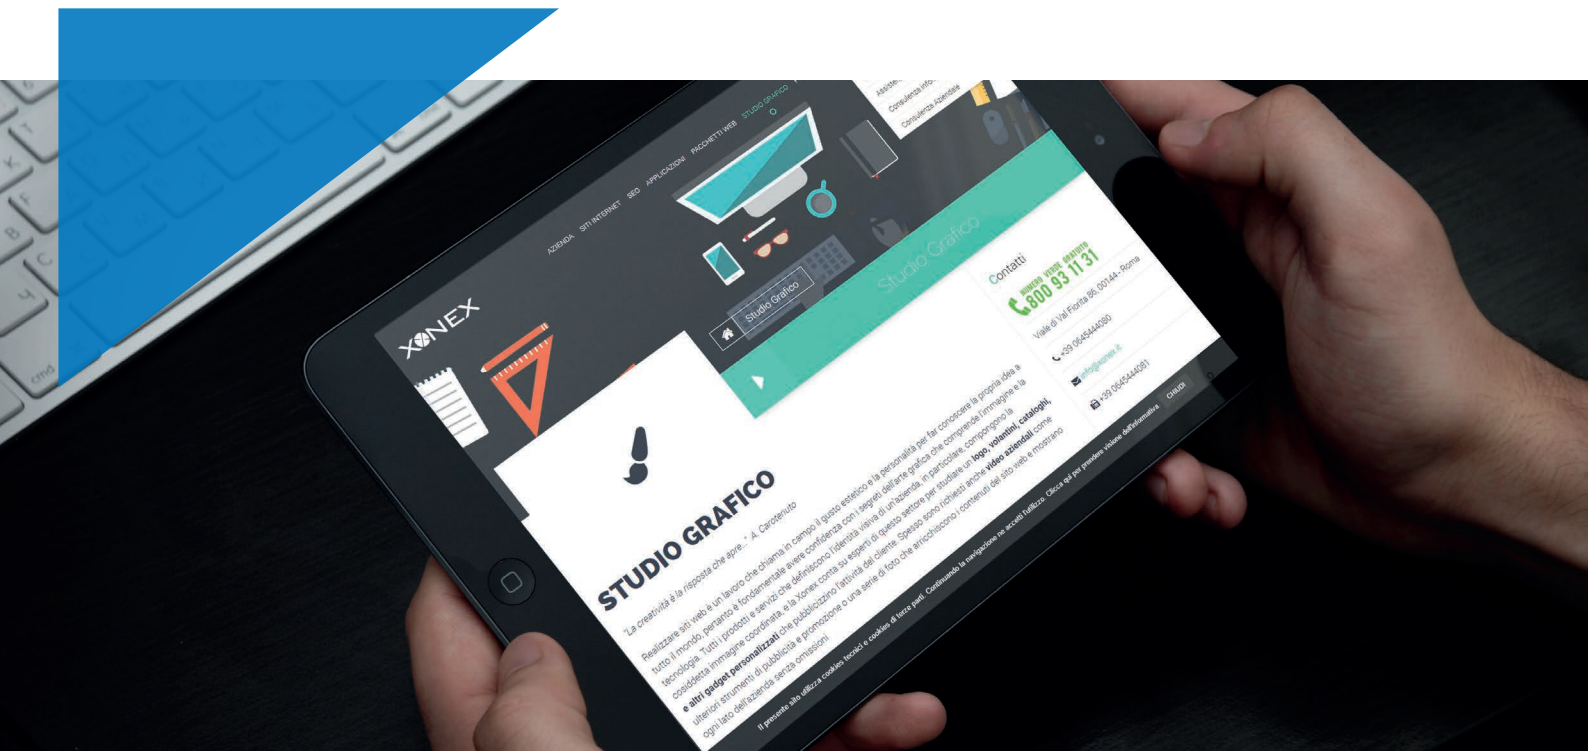 XONEX
AZIENDA SITI INTERNET SEO APPLICAZIONI PACCHETTI WEB STUDIO GRAFICO
Consulenza Aziendale
Studio Grafico
Studio Grafico
STUDIO GRAFICO
"La creatività è la risposta che apre..." A. Carotenuto
Realizzare siti web è un lavoro che chiama in campo il gusto estetico e la personalità per far conoscere la propria idea a
tutto il mondo, pertanto è fondamentale avere confidenza con i segreti dell'arte grafica che comprende l'immagine e la
tecnologia. Tutti i prodotti e servizi che definiscono l'identità visiva di un'azienda, in particolare, compongono la
cosiddetta immagine coordinata, e la Xonex conta su esperti di questo settore per studiare un logo, volantini, cataloghi,
e altri gadget personalizzati che pubblicizzino l'attività del cliente. Spesso sono richiesti anche video aziendali come
ulteriori strumenti di pubblicità e promozione o una serie di foto che arricchiscono i contenuti del sito web e mostrano
ogni lato dell'azienda senza omissioni
Contatti
NUMERO VERDE GRATUITO
800 93 11 31
Viale di Val Fiorita 86, 00144 - Roma
+39 0645444080
info@xonex.it
+39 0645444081
Il presente sito utilizza cookies tecnici e cookies di terze parti. Continuando la navigazione ne accetti l'utilizzo. Clicca qui per prendere visione dell'informativa CHIUDI
cmd